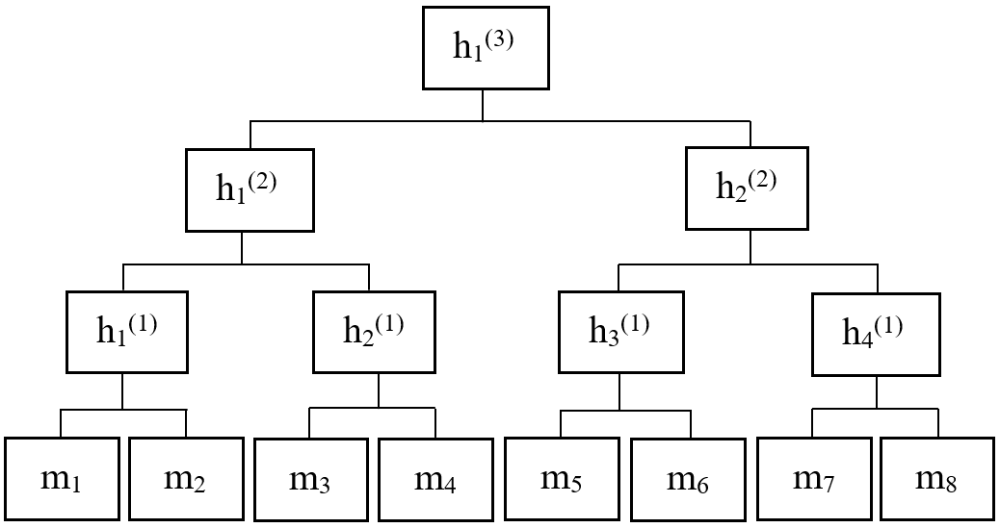 h₁⁽³⁾
h₁⁽²⁾ h₂⁽²⁾
h₁⁽¹⁾ h₂⁽¹⁾ h₃⁽¹⁾ h₄⁽¹⁾
m₁ m₂ m₃ m₄ m₅ m₆ m₇ m₈